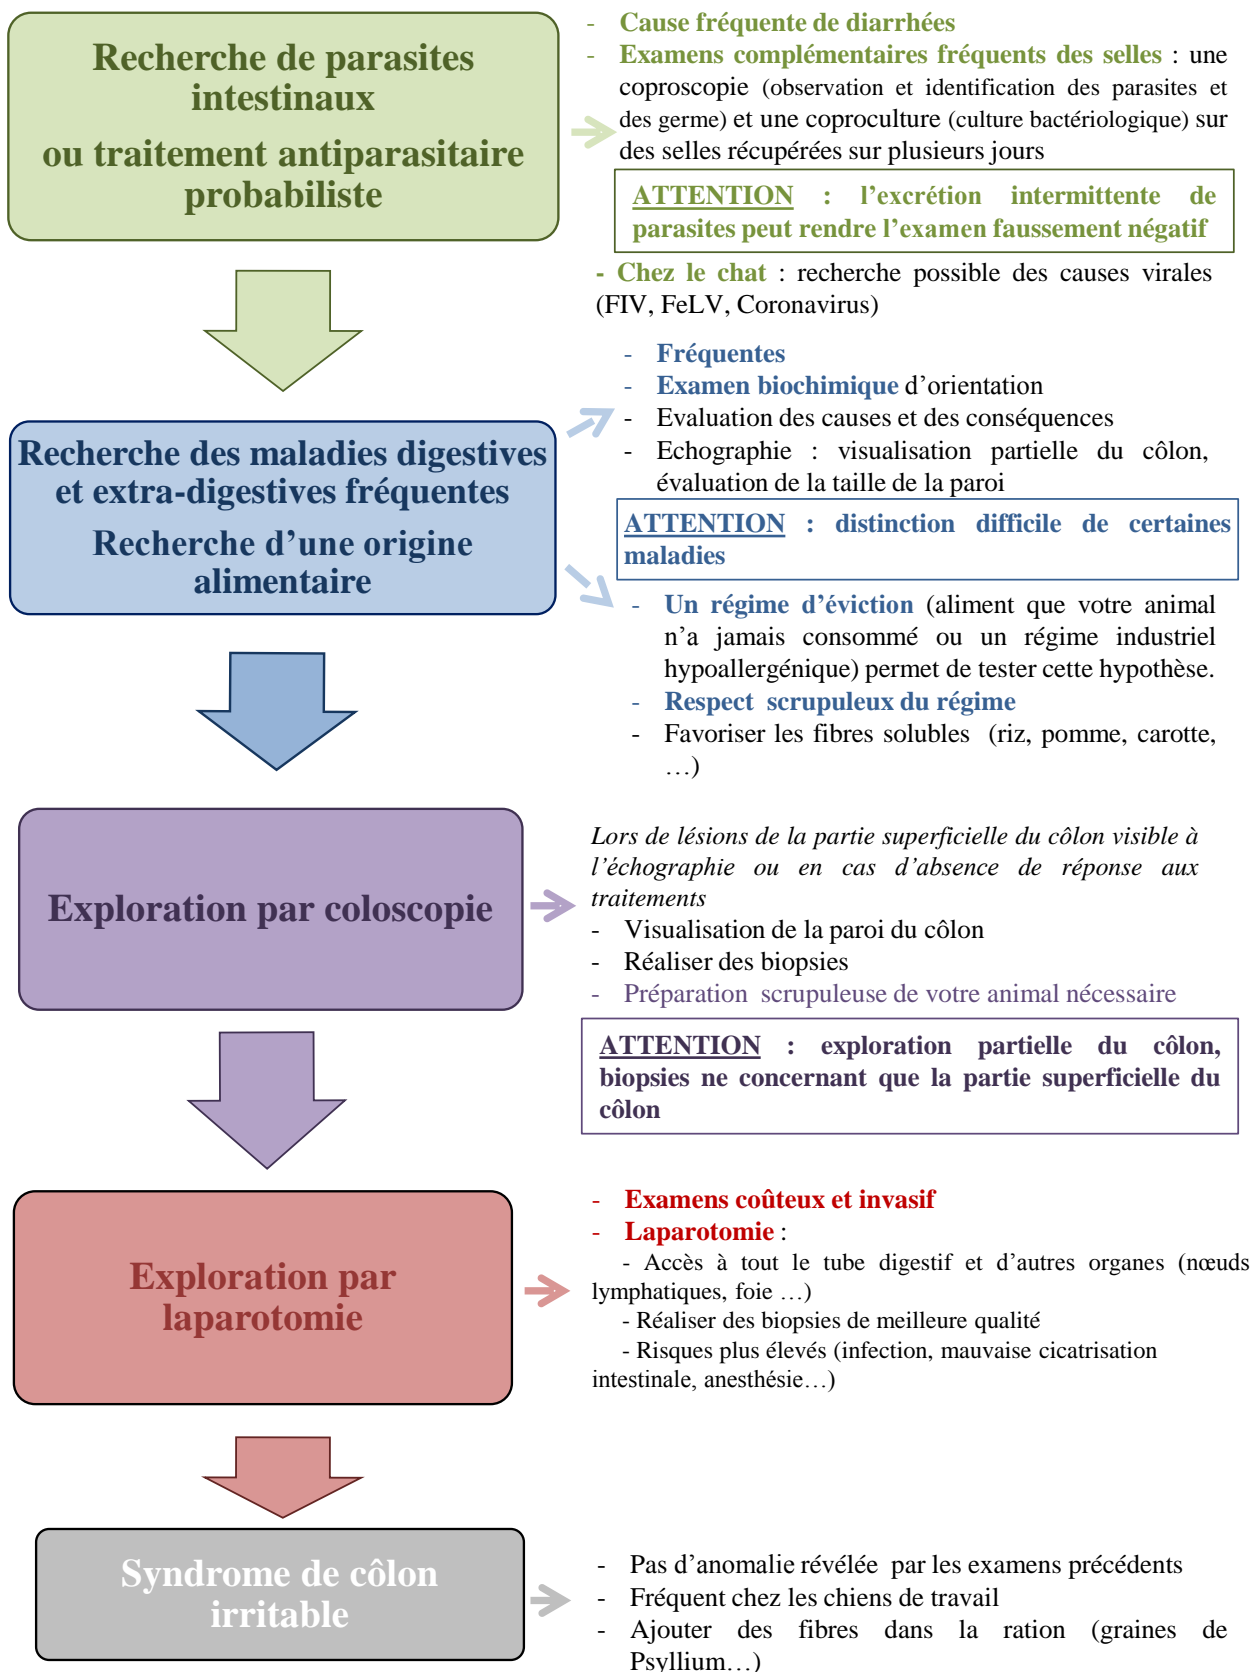 Recherche de parasites
intestinaux
ou traitement antiparasitaire
probabiliste
- Cause fréquente de diarrhées
- Examens complémentaires fréquents des selles : une
coproscopie (observation et identification des parasites et
des germe) et une coproculture (culture bactériologique) sur
des selles récupérées sur plusieurs jours
ATTENTION : l’excrétion intermittente de
parasites peut rendre l’examen faussement négatif
- Chez le chat : recherche possible des causes virales
(FIV, FeLV, Coronavirus)
Recherche des maladies digestives
et extra-digestives fréquentes
Recherche d’une origine
alimentaire
- Fréquentes
- Examen biochimique d’orientation
- Evaluation des causes et des conséquences
- Echographie : visualisation partielle du côlon,
évaluation de la taille de la paroi
ATTENTION : distinction difficile de certaines
maladies
- Un régime d’éviction (aliment que votre animal
n’a jamais consommé ou un régime industriel
hypoallergénique) permet de tester cette hypothèse.
- Respect scrupuleux du régime
- Favoriser les fibres solubles (riz, pomme, carotte,
…)
Exploration par coloscopie
Lors de lésions de la partie superficielle du côlon visible à
l’échographie ou en cas d’absence de réponse aux
traitements
- Visualisation de la paroi du côlon
- Réaliser des biopsies
- Préparation scrupuleuse de votre animal nécessaire
ATTENTION : exploration partielle du côlon,
biopsies ne concernant que la partie superficielle du
côlon
Exploration par
laparotomie
- Examens coûteux et invasif
- Laparotomie :
- Accès à tout le tube digestif et d’autres organes (nœuds
lymphatiques, foie …)
- Réaliser des biopsies de meilleure qualité
- Risques plus élevés (infection, mauvaise cicatrisation
intestinale, anesthésie…)
Syndrome de côlon
irritable
- Pas d’anomalie révélée par les examens précédents
- Fréquent chez les chiens de travail
- Ajouter des fibres dans la ration (graines de
Psyllium…)